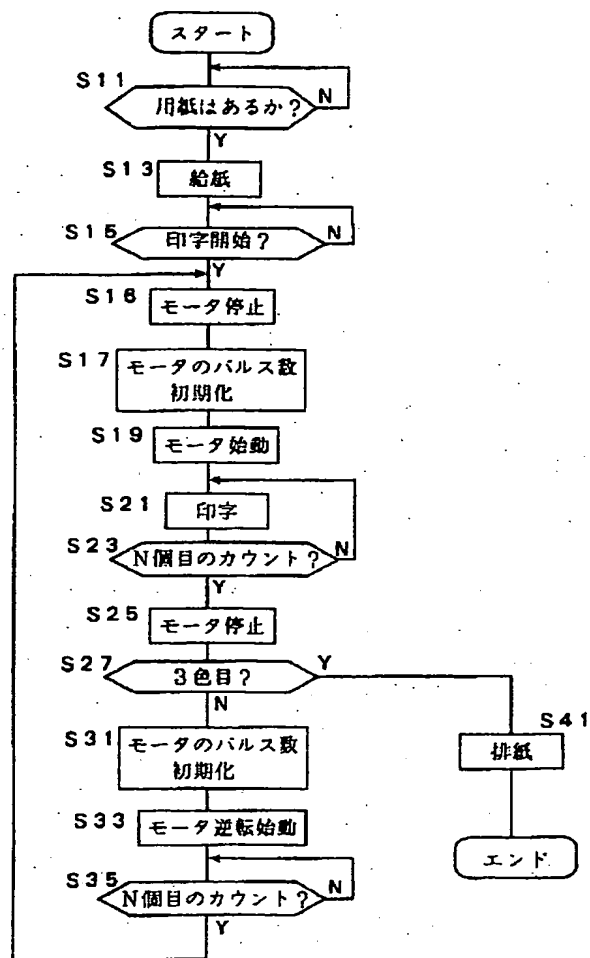 スタート
S11
用紙はあるか？
N
Y
S13
給紙
S15
印字開始？
N
Y
S16
モータ停止
S17
モータのパルス数
初期化
S19
モータ始動
S21
印字
S23
N個目のカウント？
N
Y
S25
モータ停止
S27
3色目？
Y
N
S31
モータのパルス数
初期化
S41
排紙
S33
モータ逆転始動
エンド
S35
N個目のカウント？
N
Y